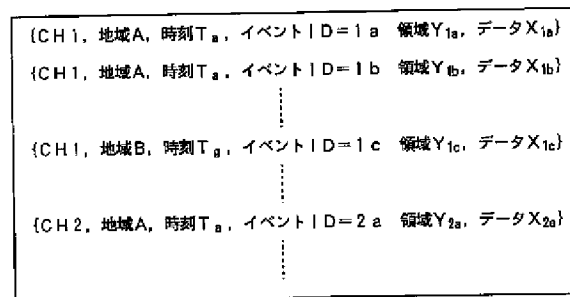 {CH1, 地域A, 時刻Ta, イベントID=1a 領域Y1a, データX1a}
{CH1, 地域A, 時刻Ta, イベントID=1b 領域Y1b, データX1b}
{CH1, 地域B, 時刻Tg, イベントID=1c 領域Y1c, データX1c}
{CH2, 地域A, 時刻Ta, イベントID=2a 領域Y2a, データX2a}